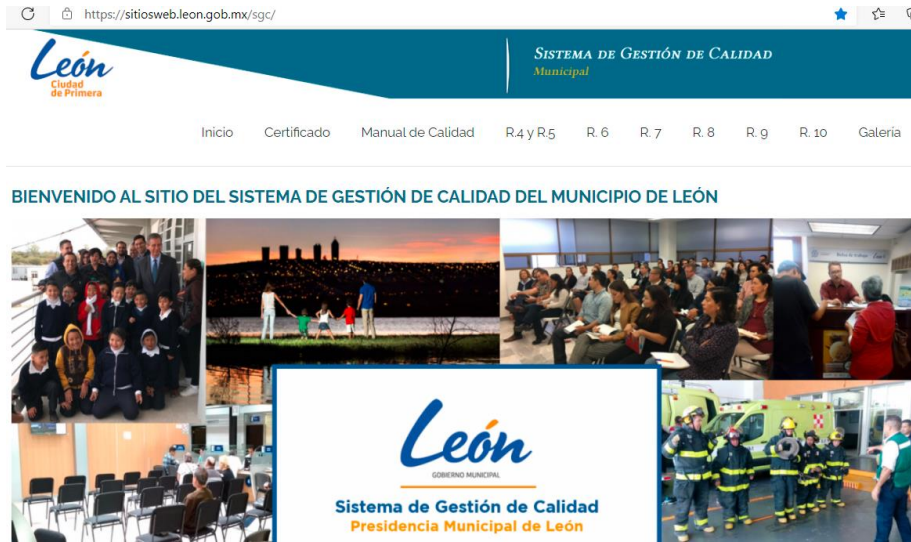 https://sitiosweb.leon.gob.mx/sgc/
León
Ciudad
de Primera
Sistema de Gestión de Calidad
Municipal
Inicio Certificado Manual de Calidad R.4 y R.5 R. 6 R. 7 R. 8 R. 9 R. 10 Galería
BIENVENIDO AL SITIO DEL SISTEMA DE GESTIÓN DE CALIDAD DEL MUNICIPIO DE LEÓN
León
GOBIERNO MUNICIPAL
Sistema de Gestión de Calidad
Presidencia Municipal de León